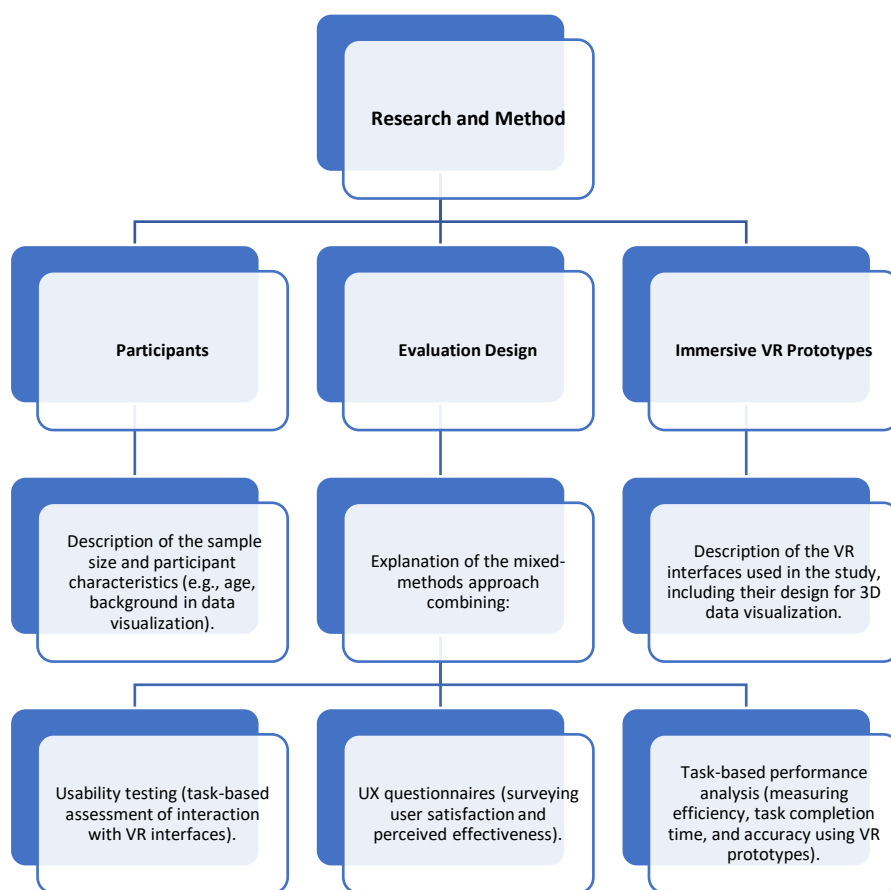 Research and Method
Participants
Evaluation Design
Immersive VR Prototypes
Description of the sample
size and participant
characteristics (e.g., age,
background in data
visualization).
Explanation of the mixed-
methods approach
combining:
Description of the VR
interfaces used in the study,
including their design for 3D
data visualization.
Usability testing (task-based
assessment of interaction
with VR interfaces).
UX questionnaires (surveying
user satisfaction and
perceived effectiveness).
Task-based performance
analysis (measuring
efficiency, task completion
time, and accuracy using VR
prototypes).